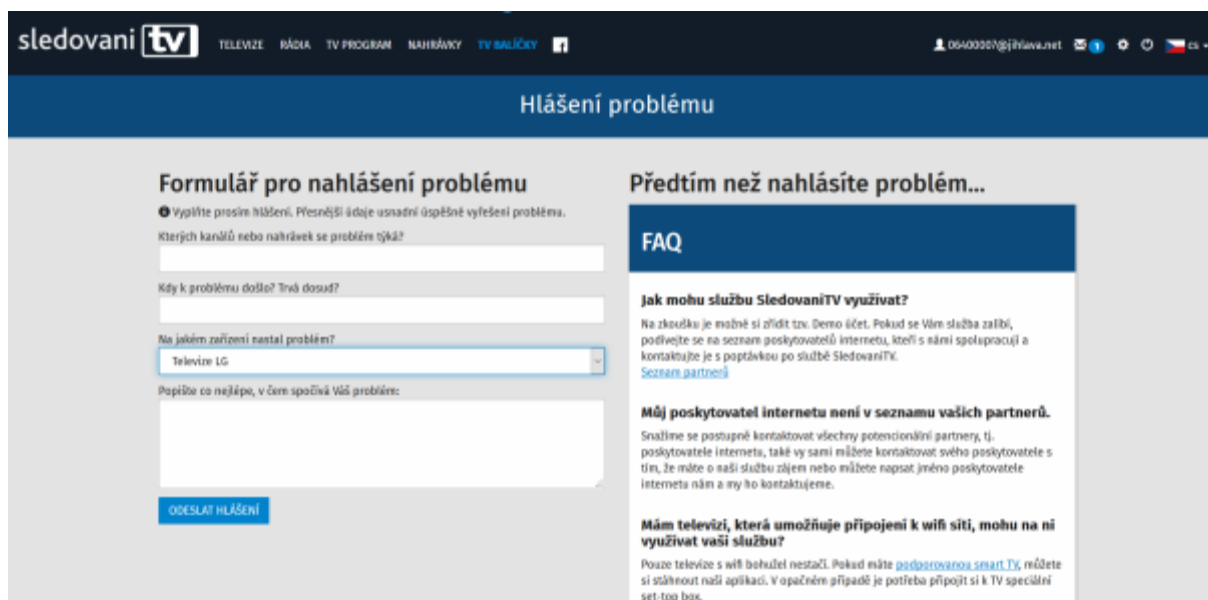 sledovani tv TELEVIZE RÁDIA TV PROGRAM NAHRÁVKY TV BALÍČKY f 06400007@jihlava.net 1 cs
Hlášení problému
Formulář pro nahlášení problému
Vyplňte prosím hlášení. Přesnější údaje usnadní úspěšné vyřešení problému.
Kterých kanálů nebo nahrávek se problém týká?
Kdy k problému došlo? Trvá dosud?
Na jakém zařízení nastal problém?
Televize LG
Popište co nejlépe, v čem spočívá Váš problém:
ODESLAT HLÁŠENÍ
Předtím než nahlásíte problém...
FAQ
Jak mohu službu SledovaniTV využívat?
Na zkoušku je možné si zřídit tzv. Demo účet. Pokud se Vám služba zalíbí,
podívejte se na seznam poskytovatelů internetu, kteří s námi spolupracují a
kontaktujte je s poptávkou po službě SledovaniTV.
Seznam partnerů
Můj poskytovatel internetu není v seznamu vašich partnerů.
Snažíme se postupně kontaktovat všechny potencionální partnery, tj.
poskytovatele internetu, také vy sami můžete kontaktovat svého poskytovatele s
tím, že máte o naši službu zájem nebo můžete napsat jméno poskytovatele
internetu nám a my ho kontaktujeme.
Mám televizi, která umožňuje připojení k wifi síti, mohu na ni
využívat vaši službu?
Pouze televize s wifi bohužel nestačí. Pokud máte podporovanou smart TV, můžete
si stáhnout naši aplikaci. V opačném případě je potřeba připojit si k TV speciální
set-top box.